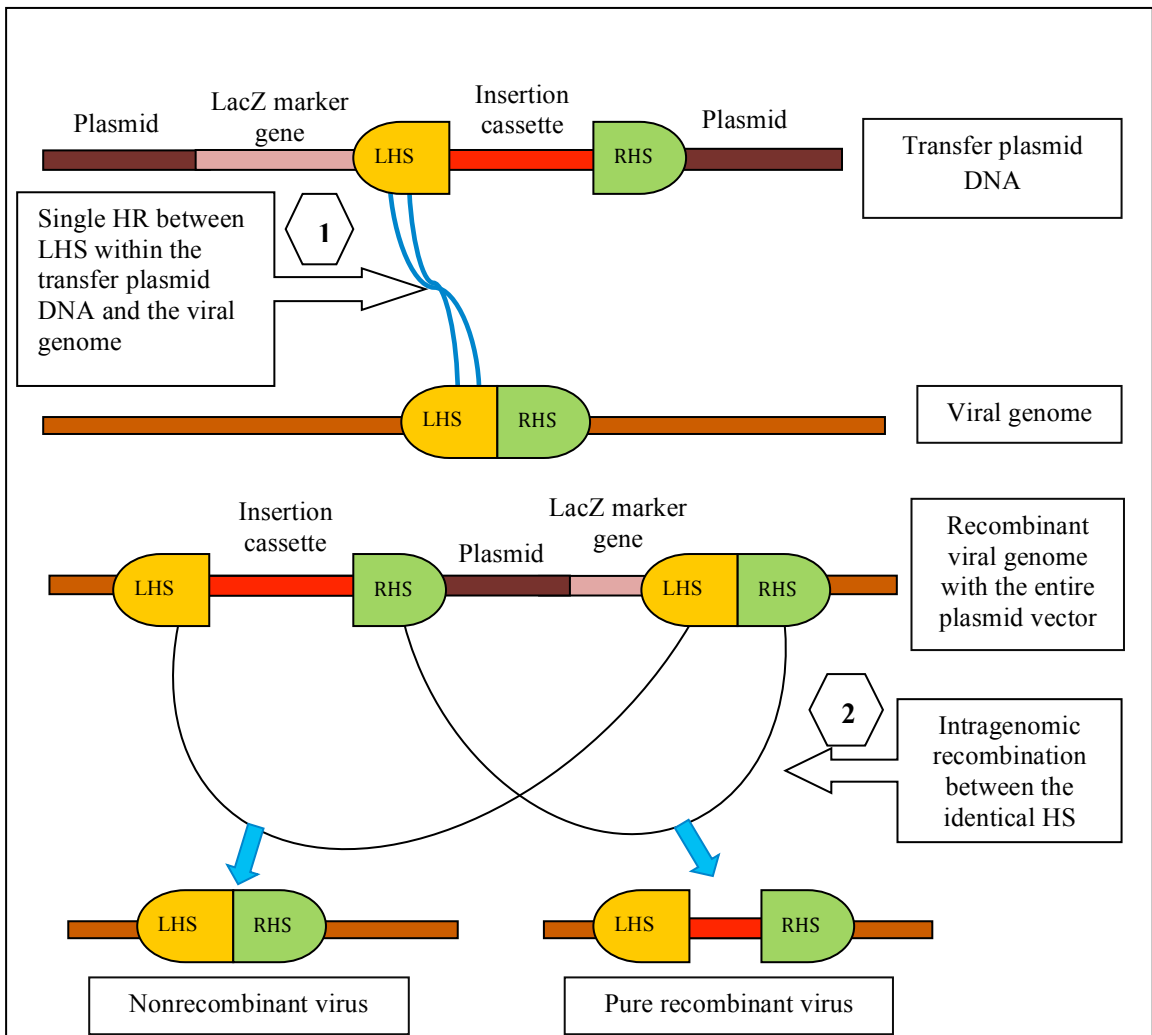 Plasmid
LacZ marker
gene
Insertion
cassette
Plasmid
LHS
RHS
Transfer plasmid
DNA
Single HR between
LHS within the
transfer plasmid
DNA and the viral
genome
1
LHS
RHS
Viral genome
Insertion
cassette
Plasmid
LacZ marker
gene
LHS
RHS
LHS
RHS
Recombinant
viral genome
with the entire
plasmid vector
2
Intragenomic
recombination
between the
identical HS
LHS
RHS
LHS
RHS
Nonrecombinant virus
Pure recombinant virus